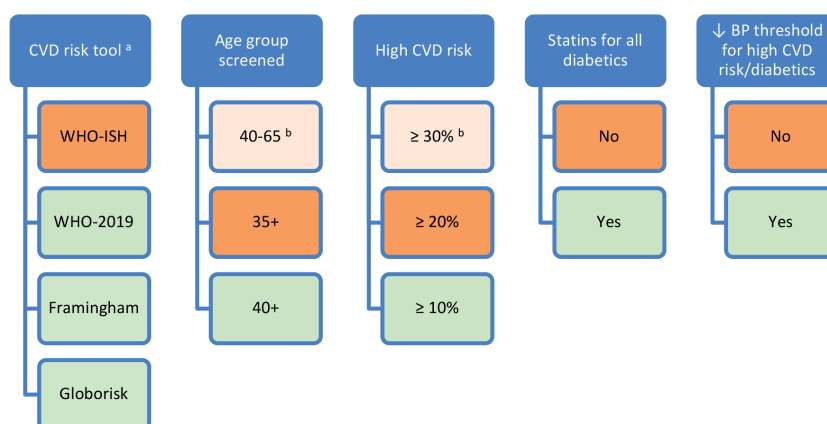 CVD risk tool ᵃ
WHO-ISH
WHO-2019
Framingham
Globorisk
Age group
screened
40-65 ᵇ
35+
40+
High CVD risk
≥ 30% ᵇ
≥ 20%
≥ 10%
Statins for all
diabetics
No
Yes
↓ BP threshold
for high CVD
risk/diabetics
No
Yes